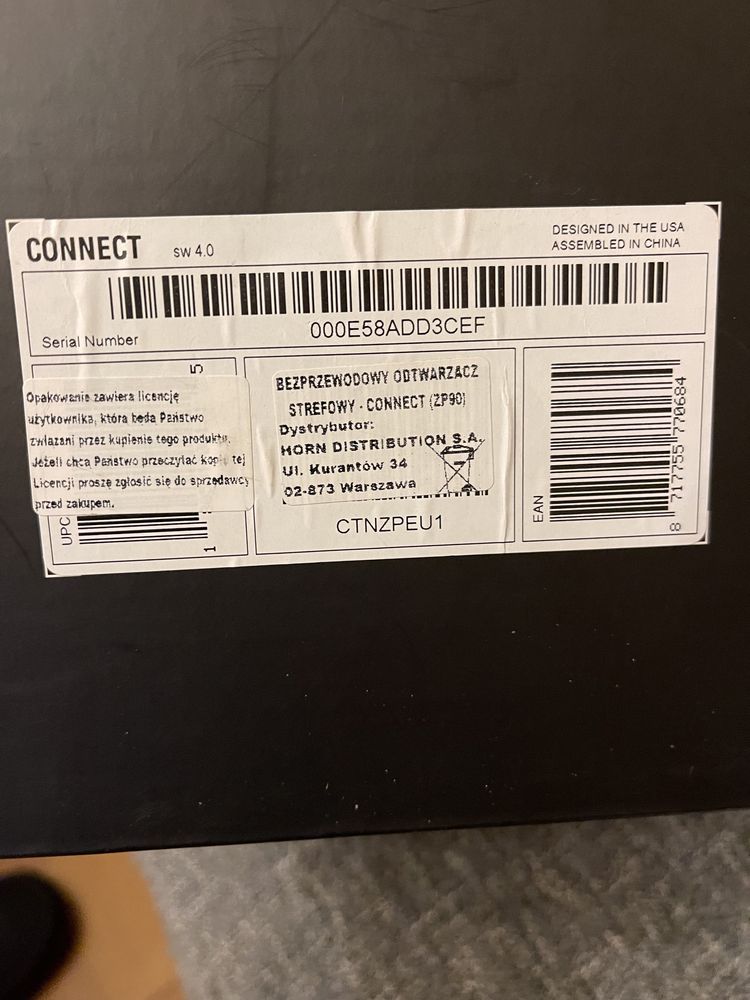 CONNECT sw 4.0
DESIGNED IN THE USA
ASSEMBLED IN CHINA
000E58ADD3CEF
Serial Number
5
Opakowanie zawiera licencję
użytkownika, którą będą Państwo
związani przez kupienie tego produktu.
Jeżeli chcą Państwo przeczytać tej
Licencji proszę zgłosić się do sprzedawcy
przed zakupem.
UPC
1
BEZPRZEWODOWY ODTWARZACZ
STREFOWY - CONNECT (ZP90)
Dystrybutor:
HORN DISTRIBUTION S.A.
Ul. Kurantów 34
02-873 Warszawa
CTNZPEU1
EAN
8 717755 770684